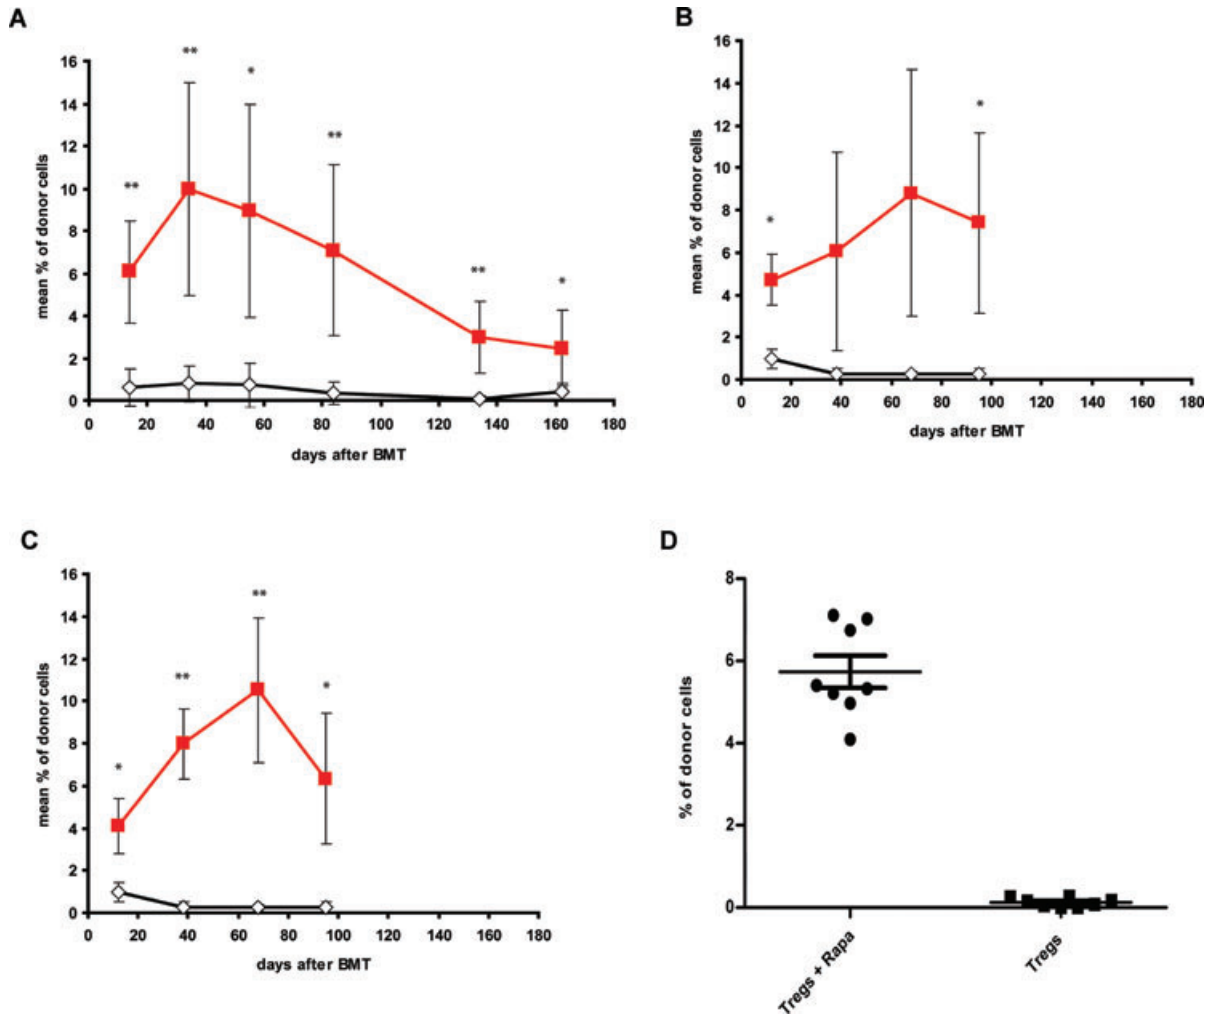 A
mean % of donor cells
16
14
12
10
8
6
4
2
0
** ** * ** ** *
0 20 40 60 80 100 120 140 160 180
days after BMT
B
mean % of donor cells
16
14
12
10
8
6
4
2
0
* *
0 20 40 60 80 100 120 140 160 180
days after BMT
C
mean % of donor cells
16
14
12
10
8
6
4
2
0
* ** ** *
0 20 40 60 80 100 120 140 160 180
days after BMT
D
% of donor cells
8
6
4
2
0
Tregs + Rapa
Tregs